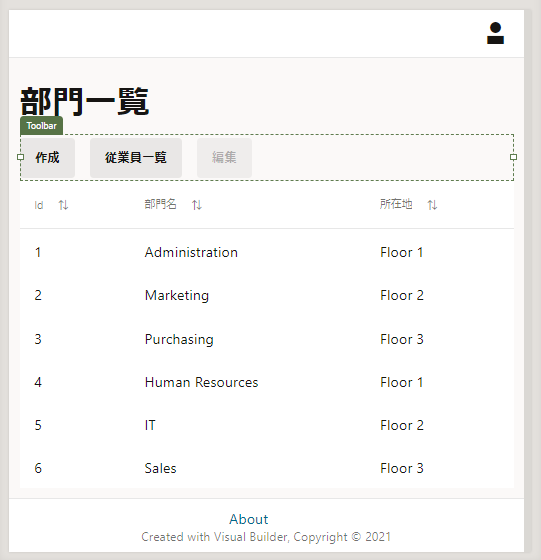 部門一覧
Toolbar
作成 従業員一覧 編集
Id 部門名 所在地
1 Administration Floor 1
2 Marketing Floor 2
3 Purchasing Floor 3
4 Human Resources Floor 1
5 IT Floor 2
6 Sales Floor 3
About
Created with Visual Builder, Copyright © 2021